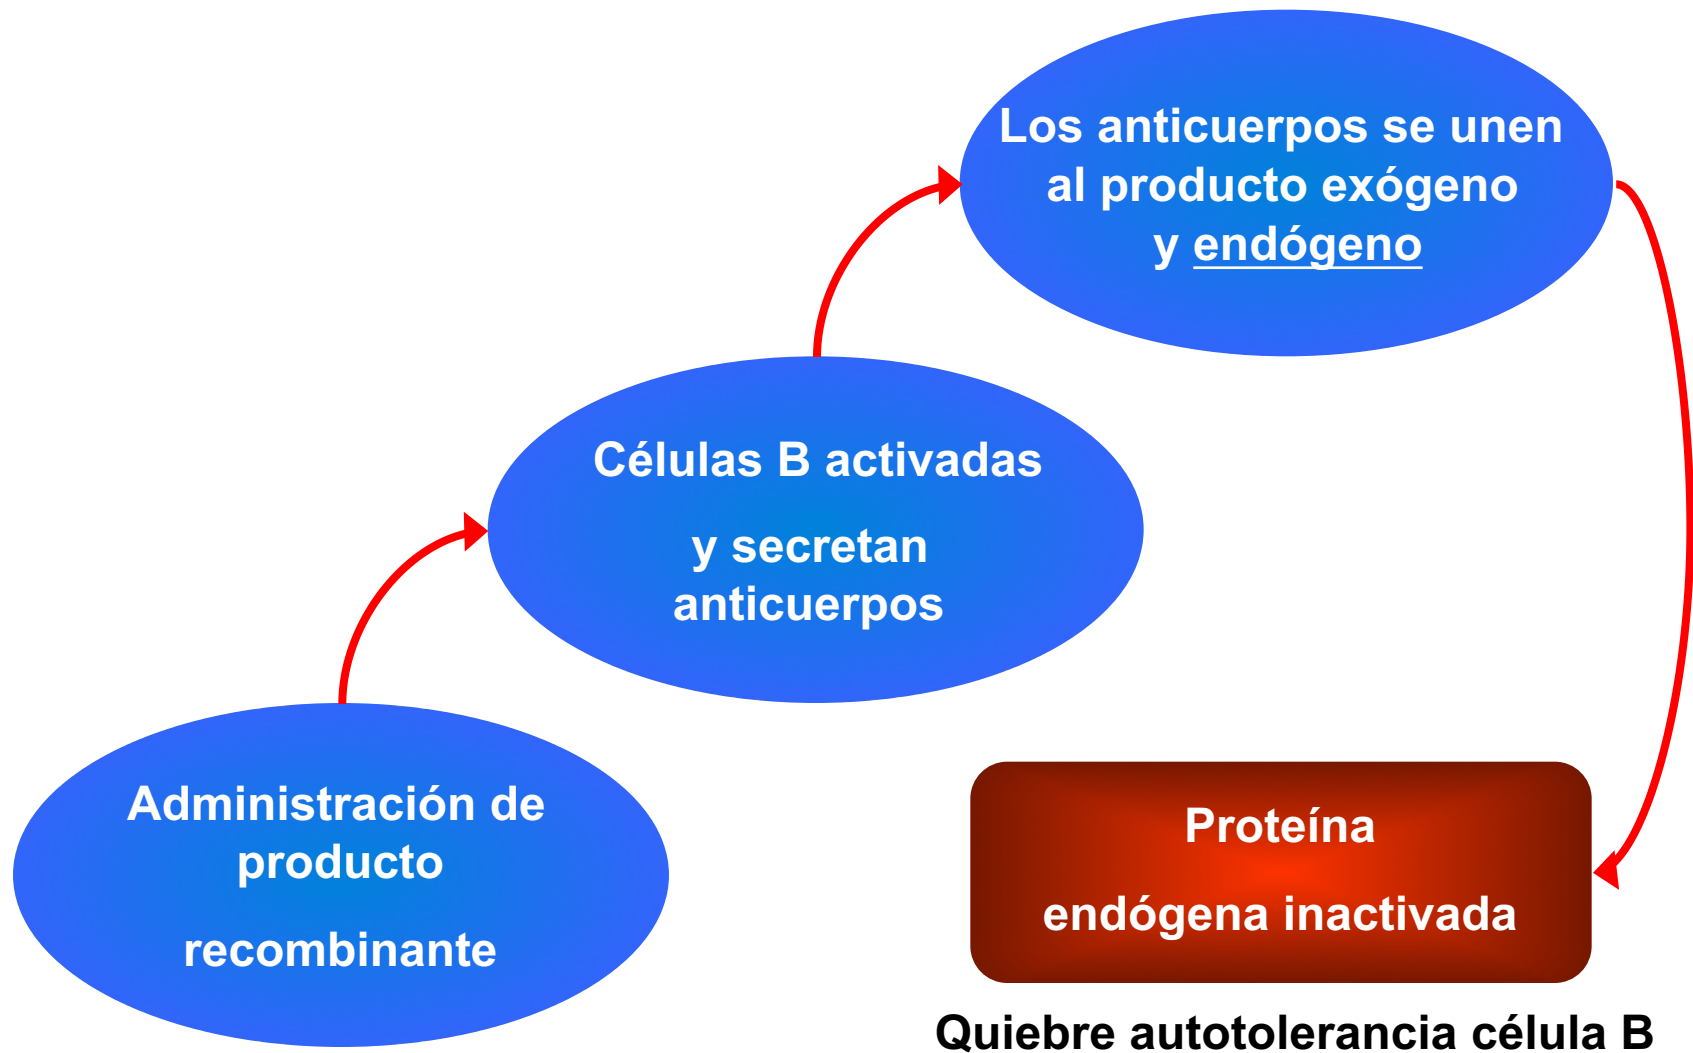 Los anticuerpos se unen
al producto exógeno
y endógeno
Células B activadas
y secretan
anticuerpos
Administración de
producto
recombinante
Proteína
endógena inactivada
Quiebre autotolerancia célula B